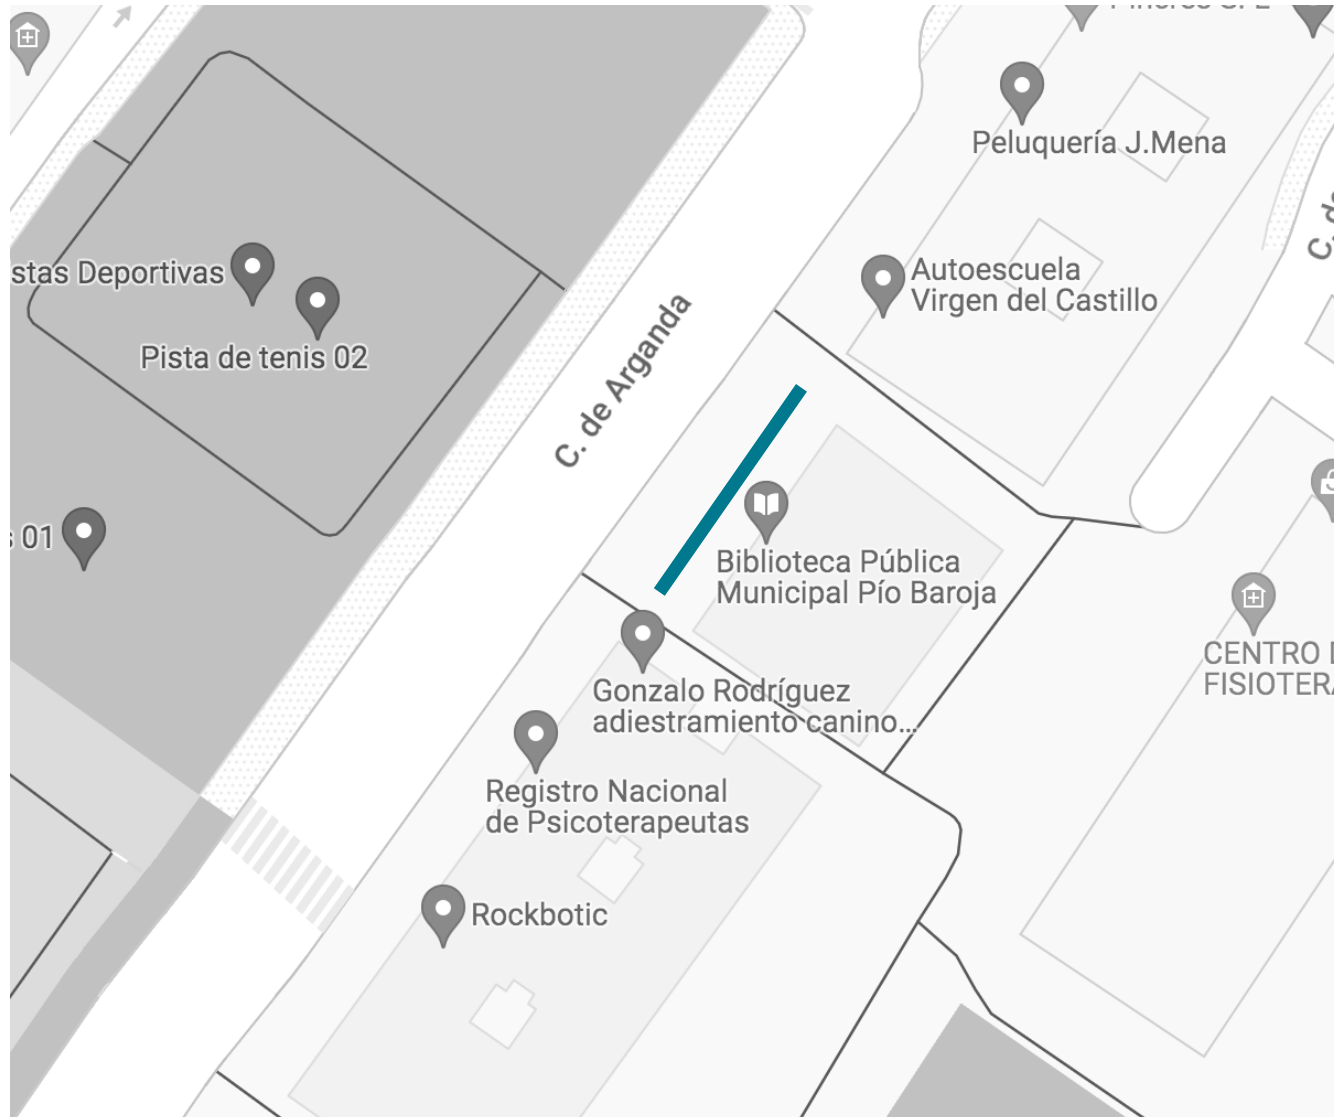 Peluquería J.Mena
stas Deportivas
Autoescuela
Virgen del Castillo
Pista de tenis 02
C. de Arganda
01
Biblioteca Pública
Municipal Pío Baroja
Gonzalo Rodríguez
adiestramiento canino...
CENTRO
FISIOTER
Registro Nacional
de Psicoterapeutas
Rockbotic